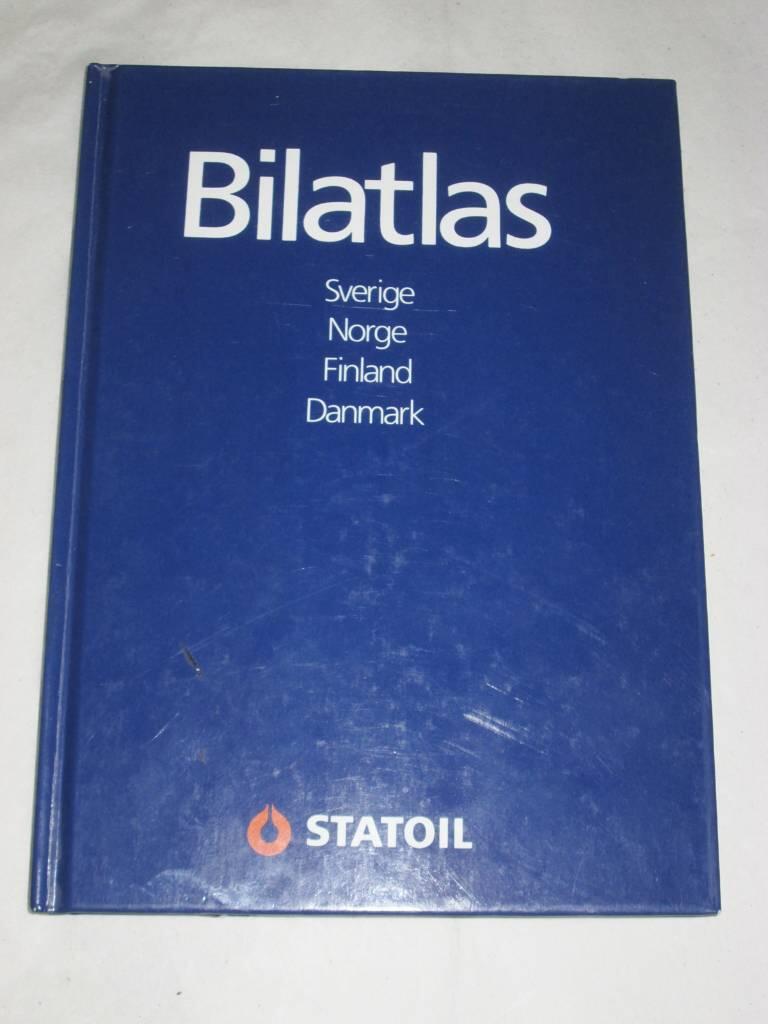 Bilatlas
Sverige
Norge
Finland
Danmark
STATOIL